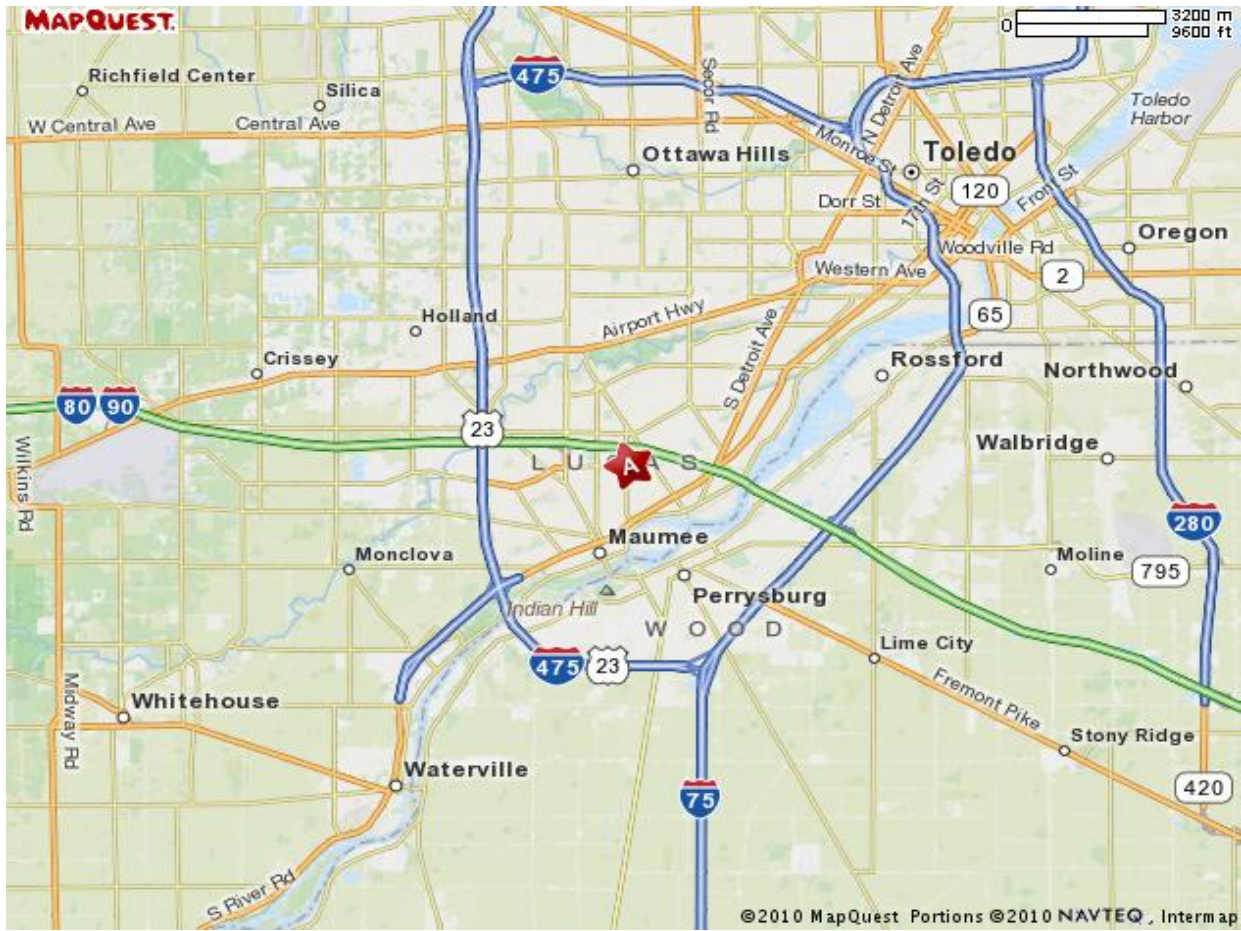 MAPQUEST.
0
3200 m
9600 ft
Richfield Center
Silica
475
Secor Rd
N Detroit Ave
Toledo
Harbor
W Central Ave
Central Ave
Monroe St
Ottawa Hills
Toledo
120
Front St
Dorr St
17th St
Woodville Rd
Oregon
Western Ave
2
Holland
Airport Hwy
65
Crissey
S Detroit Ave
Rossford
Northwood
80
90
23
Walbridge
LUCAS
A
Wilkins Rd
280
Maumee
Monclova
Moline
795
Indian Hill
Perrysburg
WOOD
Lime City
475
23
Fremont Pike
Midway Rd
Whitehouse
Stony Ridge
Waterville
75
420
S River Rd
©2010 MapQuest Portions ©2010 NAVTEQ, Intermap